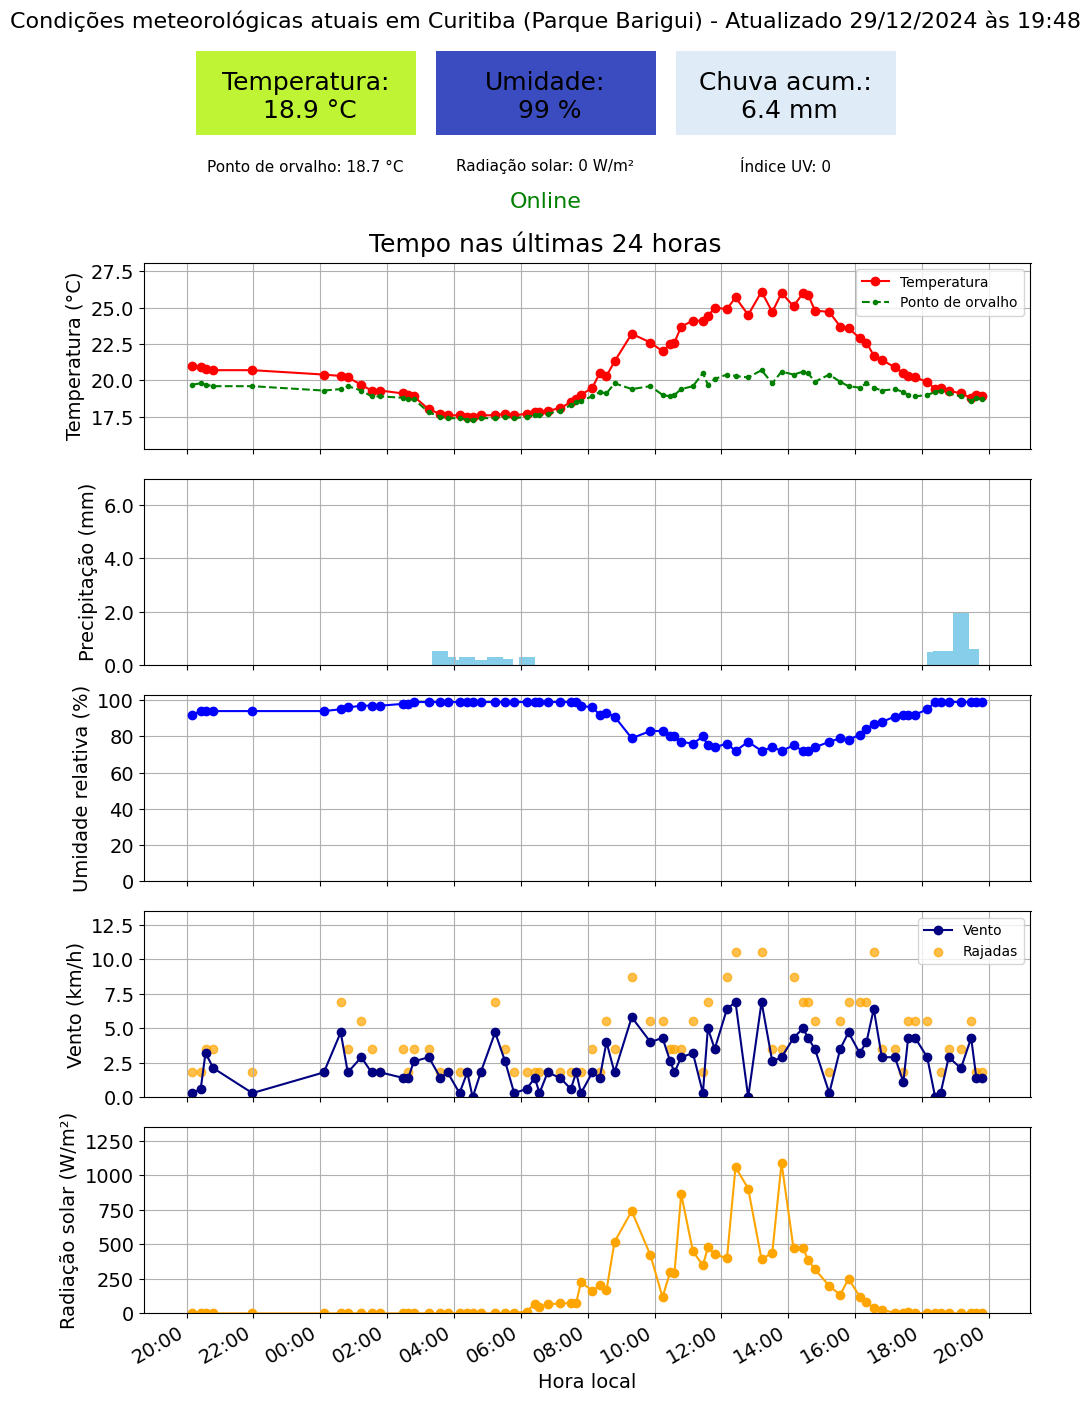 Condições meteorológicas atuais em Curitiba (Parque Barigui) - Atualizado 29/12/2024 às 19:48
Temperatura:
18.9 °C
Umidade:
99 %
Chuva acum.:
6.4 mm
Ponto de orvalho: 18.7 °C
Radiação solar: 0 W/m²
Índice UV: 0
Online
Tempo nas últimas 24 horas
Temperatura (°C)
27.5
25.0
22.5
20.0
17.5
Temperatura
Ponto de orvalho
Precipitação (mm)
6.0
4.0
2.0
0.0
Umidade relativa (%)
100
80
60
40
20
0
Vento (km/h)
12.5
10.0
7.5
5.0
2.5
0.0
Vento
Rajadas
Radiação solar (W/m²)
1250
1000
750
500
250
0
20:00
22:00
00:00
02:00
04:00
06:00
08:00
10:00
12:00
14:00
16:00
18:00
20:00
Hora local